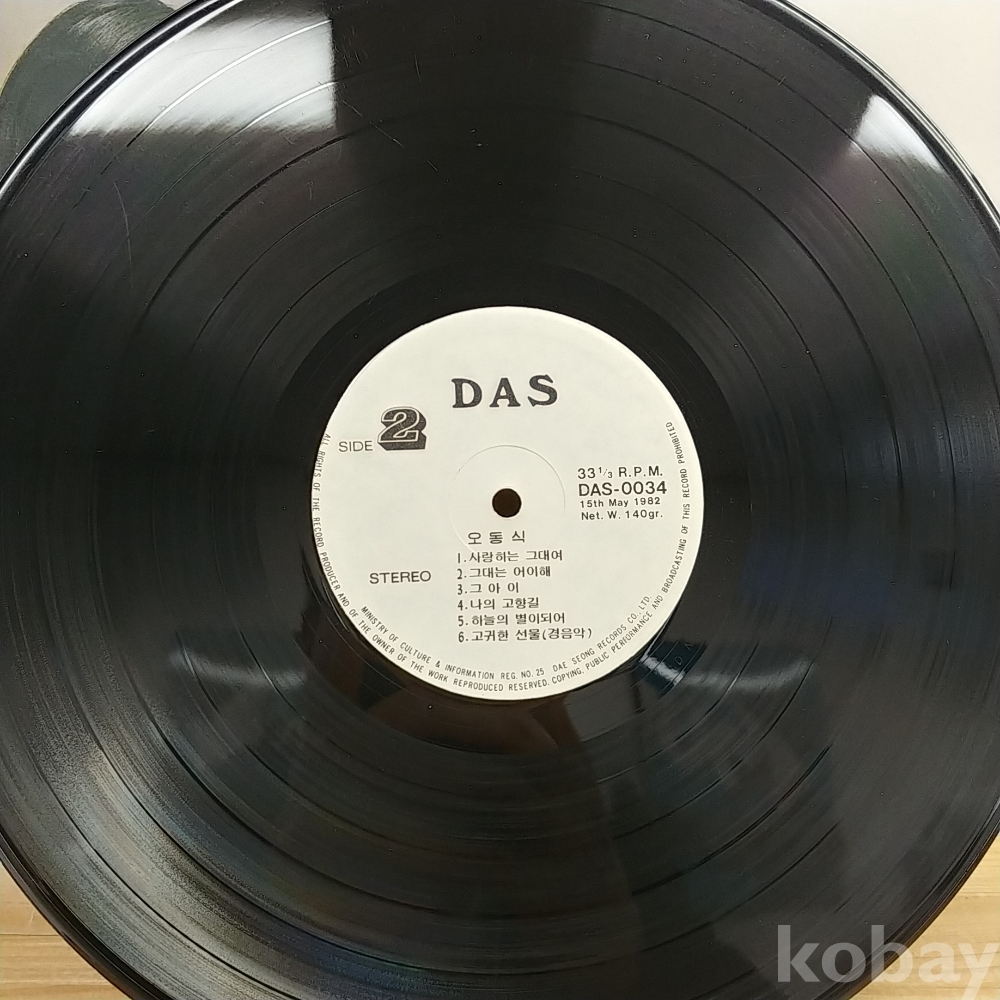 DAS
SIDE 2
33 1/3 R.P.M.
DAS-0034
15th May 1982
Net. W. 140gr.
오동식
STEREO
1.사랑하는 그대여
2.그대는 어이해
3.그 아 이
4.나의 고향길
5.하늘의 별이되어
6.고귀한 선물(경음악)
ALL RIGHTS OF THE RECORD PRODUCER AND OF THE OWNER OF THE WORK REPRODUCED RESERVED. COPYING, PUBLIC PERFORMANCE AND BROADCASTING OF THIS RECORD PROHIBITED
MINISTRY OF CULTURE & INFORMATION REG. NO. 25 DAE SEONG RECORDS CO., LTD.
kobay